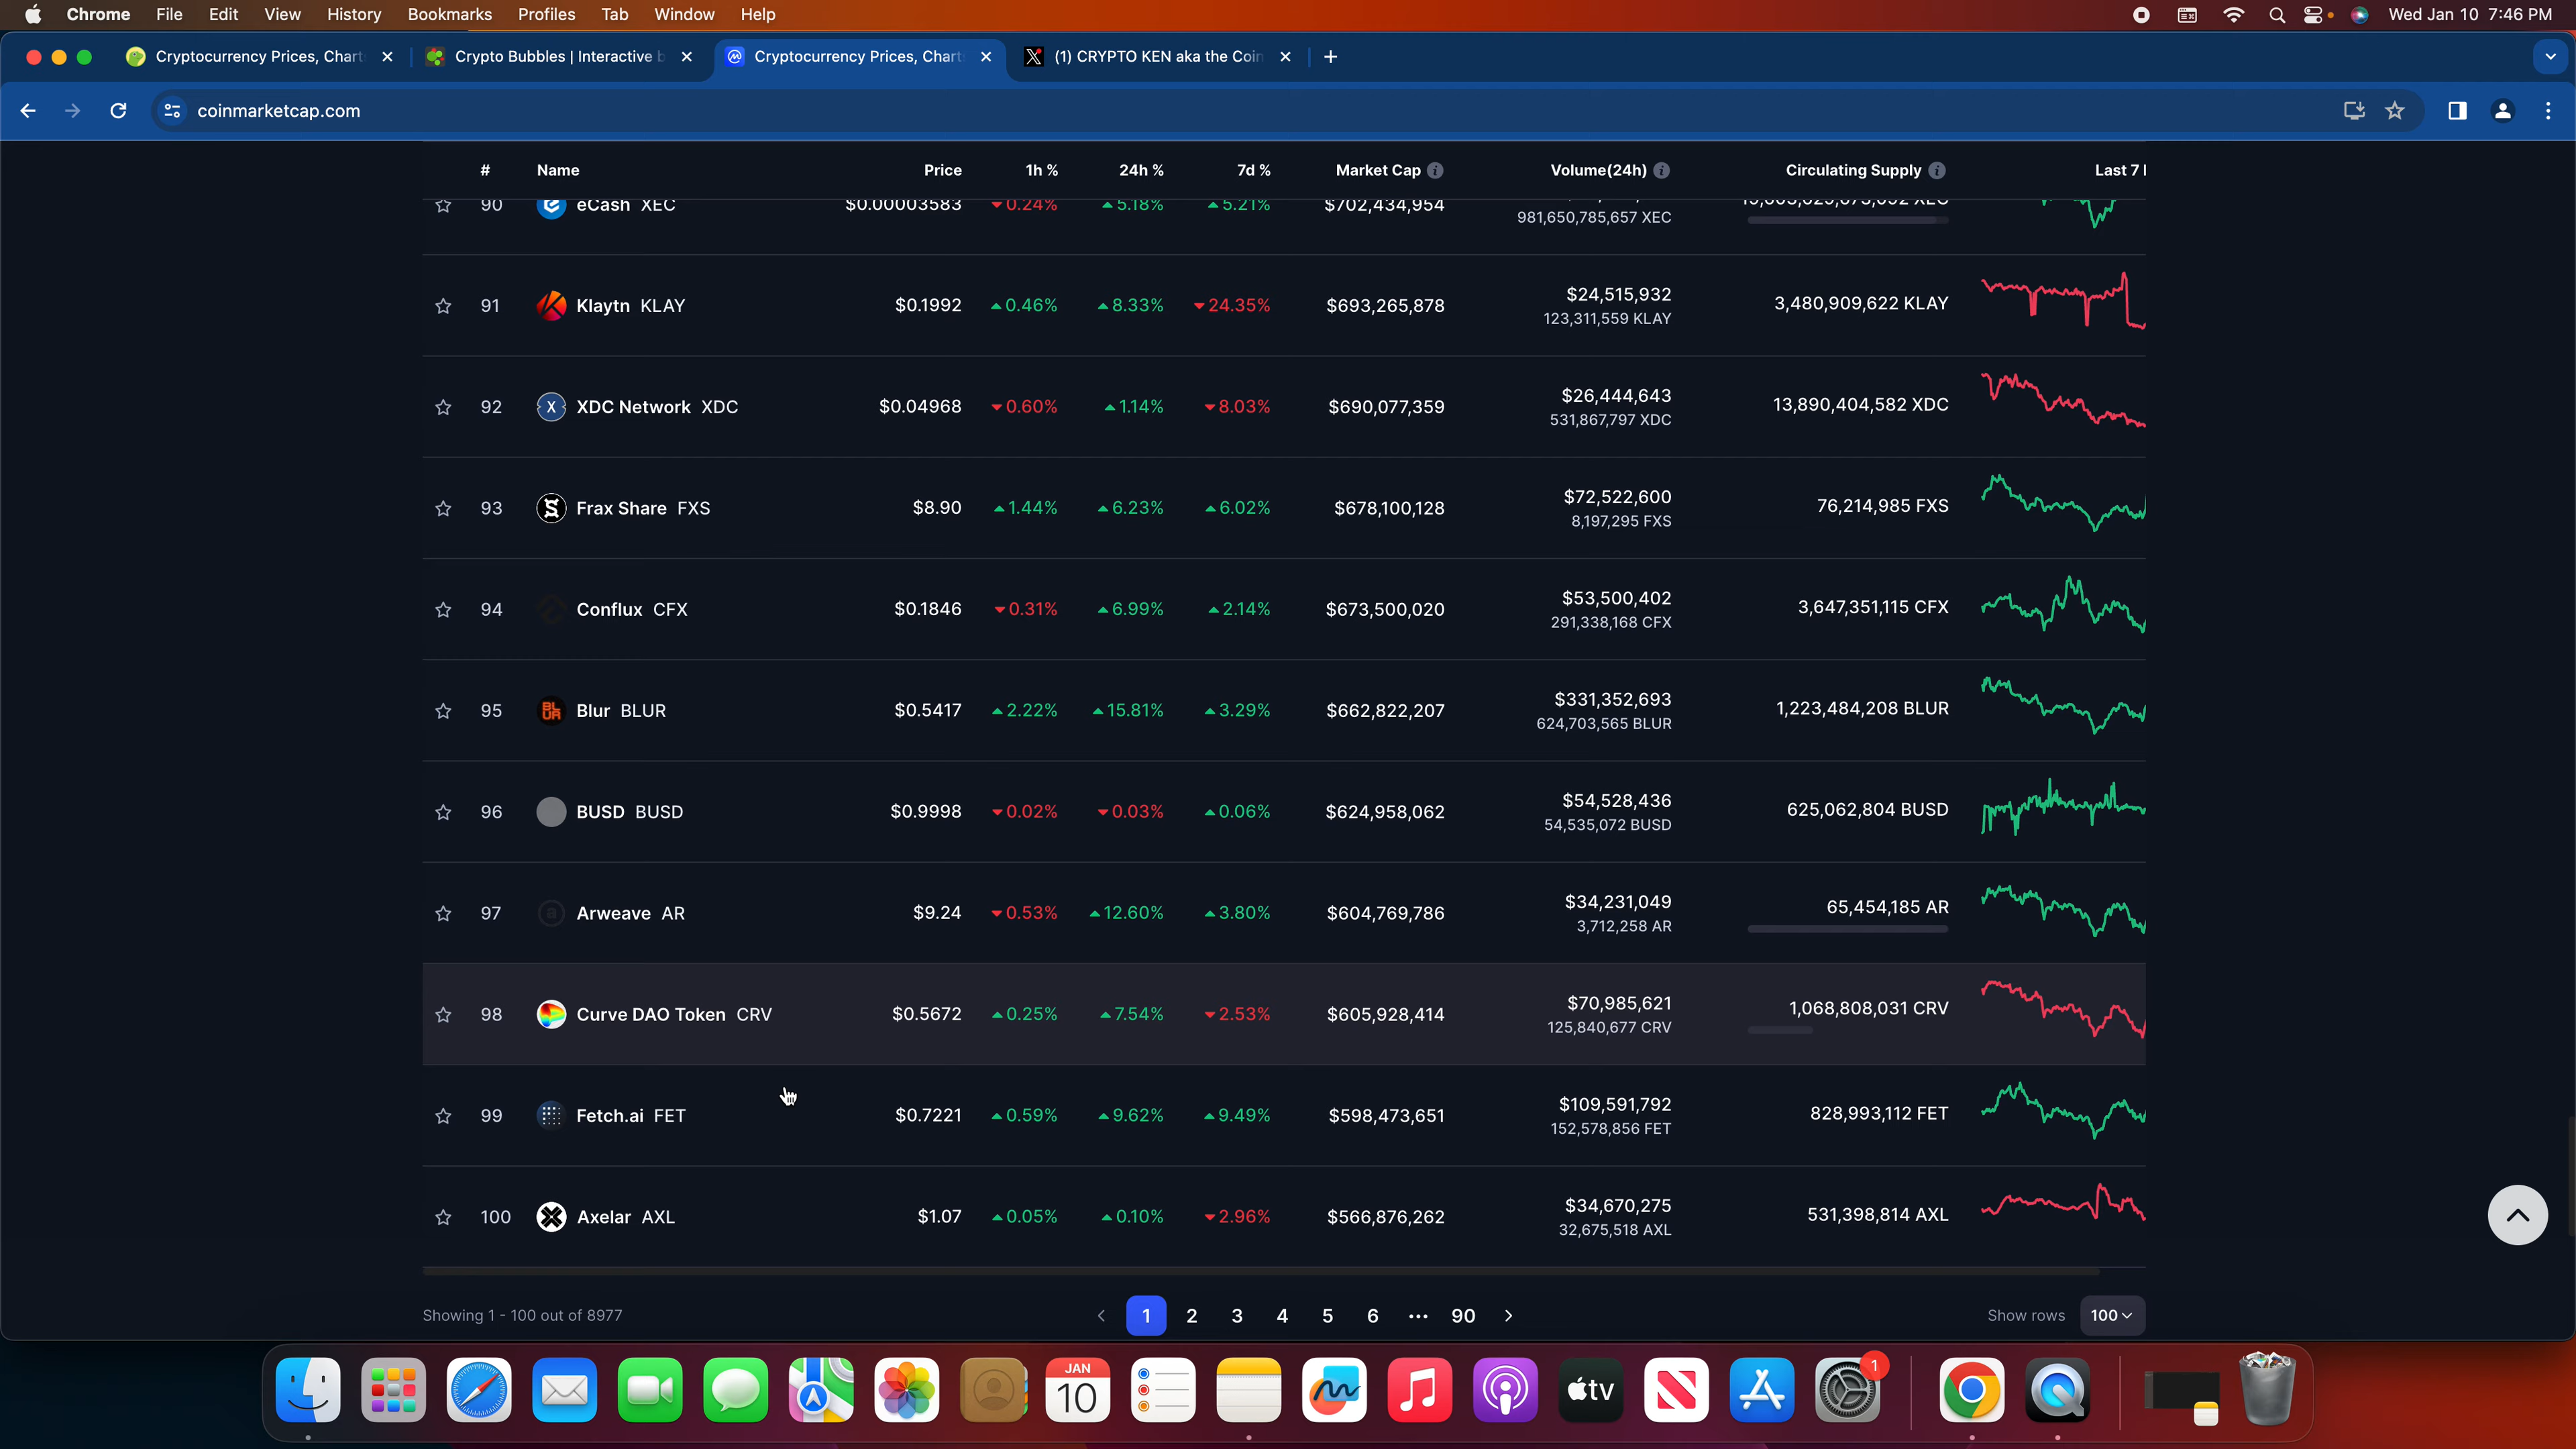 Chrome File Edit View History Bookmarks Profiles Tab Window Help Wed Jan 10 7:46 PM
Cryptocurrency Prices, Chart Crypto Bubbles | Interactive b Cryptocurrency Prices, Chart (1) CRYPTO KEN aka the Coin
coinmarketcap.com
# Name Price 1h % 24h % 7d % Market Cap Volume(24h) Circulating Supply Last 7
90 eCash XEC $0.00003583 0.24% 5.18% 5.21% $702,434,954
981,650,785,657 XEC
91 Klaytn KLAY $0.1992 0.46% 8.33% 24.35% $693,265,878 $24,515,932 3,480,909,622 KLAY
123,311,559 KLAY
92 XDC Network XDC $0.04968 0.60% 1.14% 8.03% $690,077,359 $26,444,643 13,890,404,582 XDC
531,867,797 XDC
93 Frax Share FXS $8.90 1.44% 6.23% 6.02% $678,100,128 $72,522,600 76,214,985 FXS
8,197,295 FXS
94 Conflux CFX $0.1846 0.31% 6.99% 2.14% $673,500,020 $53,500,402 3,647,351,115 CFX
291,338,168 CFX
95 BLUR Blur BLUR $0.5417 2.22% 15.81% 3.29% $662,822,207 $331,352,693 1,223,484,208 BLUR
624,703,565 BLUR
96 BUSD BUSD $0.9998 0.02% 0.03% 0.06% $624,958,062 $54,528,436 625,062,804 BUSD
54,535,072 BUSD
97 a Arweave AR $9.24 0.53% 12.60% 3.80% $604,769,786 $34,231,049 65,454,185 AR
3,712,258 AR
98 Curve DAO Token CRV $0.5672 0.25% 7.54% 2.53% $605,928,414 $70,985,621 1,068,808,031 CRV
125,840,677 CRV
99 Fetch.ai FET $0.7221 0.59% 9.62% 9.49% $598,473,651 $109,591,792 828,993,112 FET
152,578,856 FET
100 Axelar AXL $1.07 0.05% 0.10% 2.96% $566,876,262 $34,670,275 531,398,814 AXL
32,675,518 AXL
Showing 1 - 100 out of 8977 1 2 3 4 5 6 ... 90 Show rows 100
JAN 10 tv 1